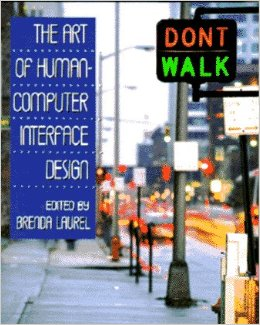 THE ART
OF HUMAN-
COMPUTER
INTERFACE
DESIGN
EDITED BY
BRENDA LAUREL
DONT
WALK